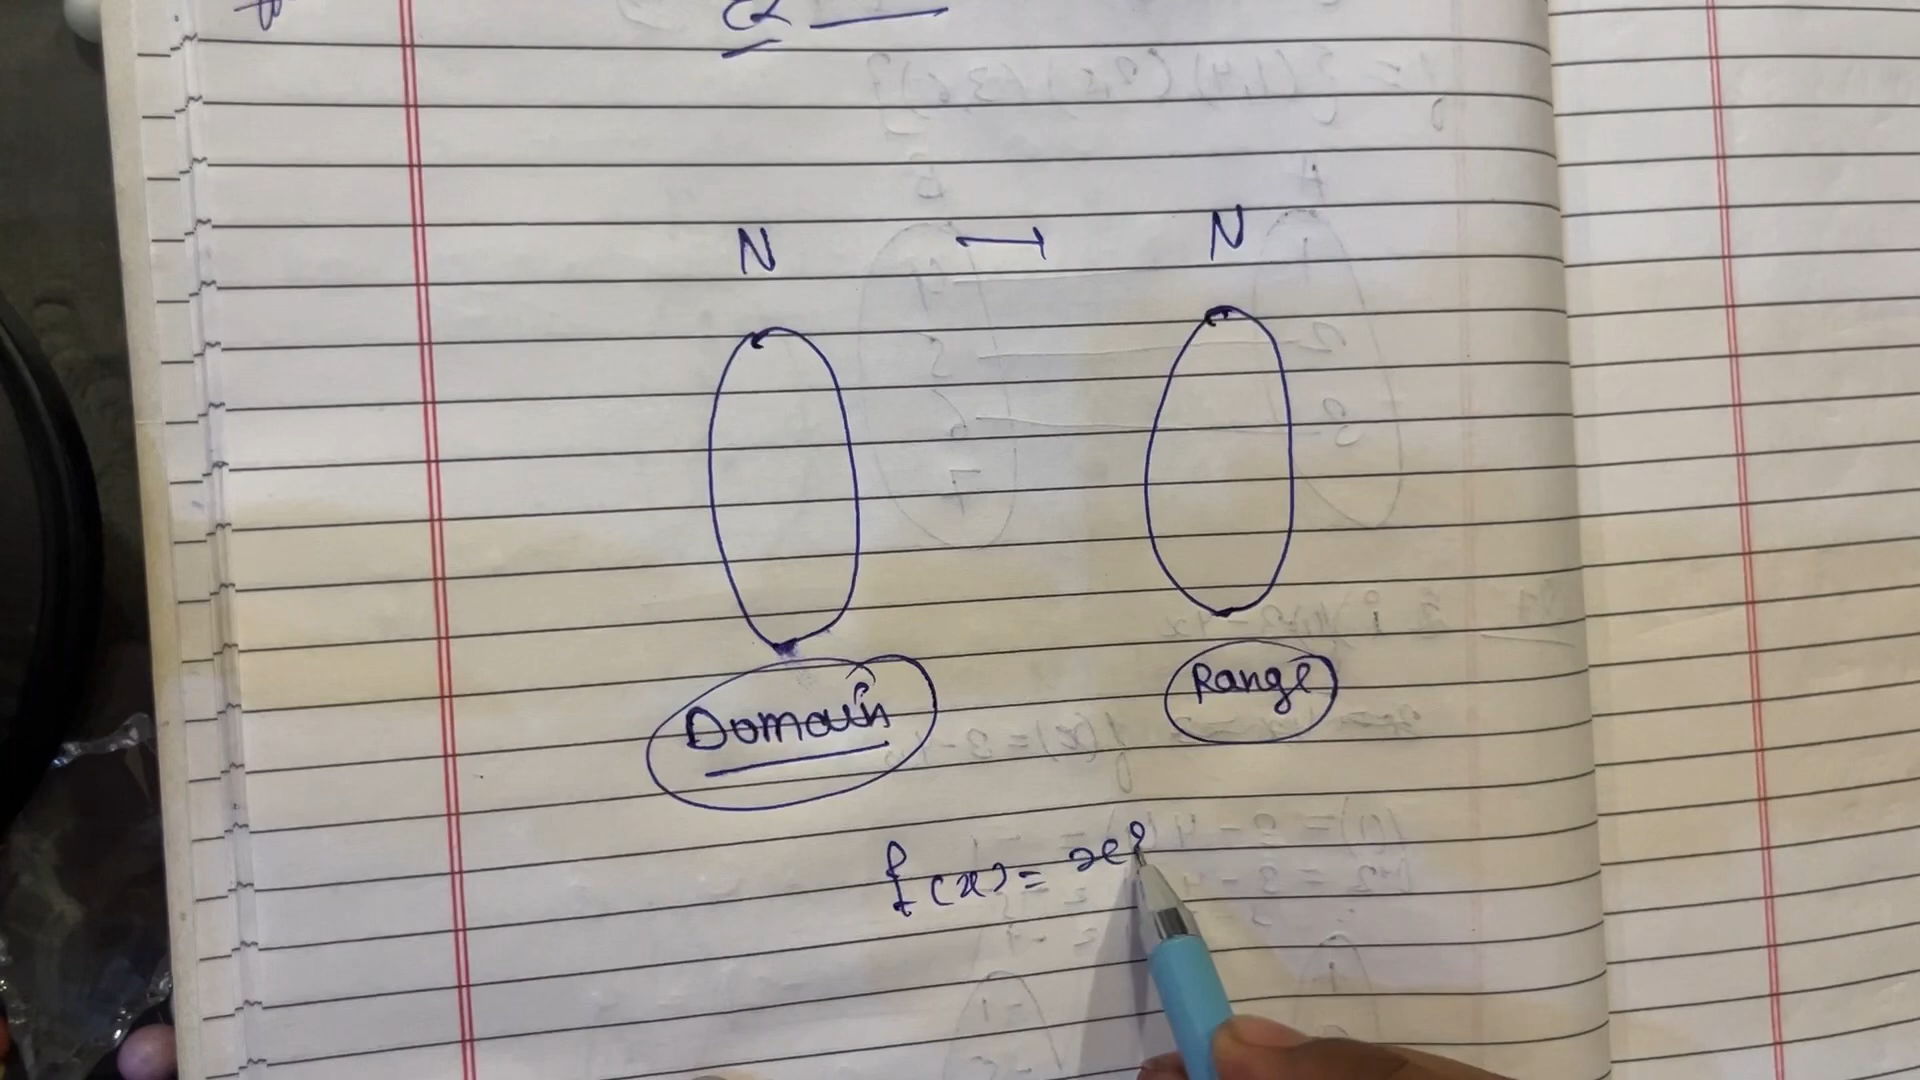 N → N
Domain Range
f(x) = x²